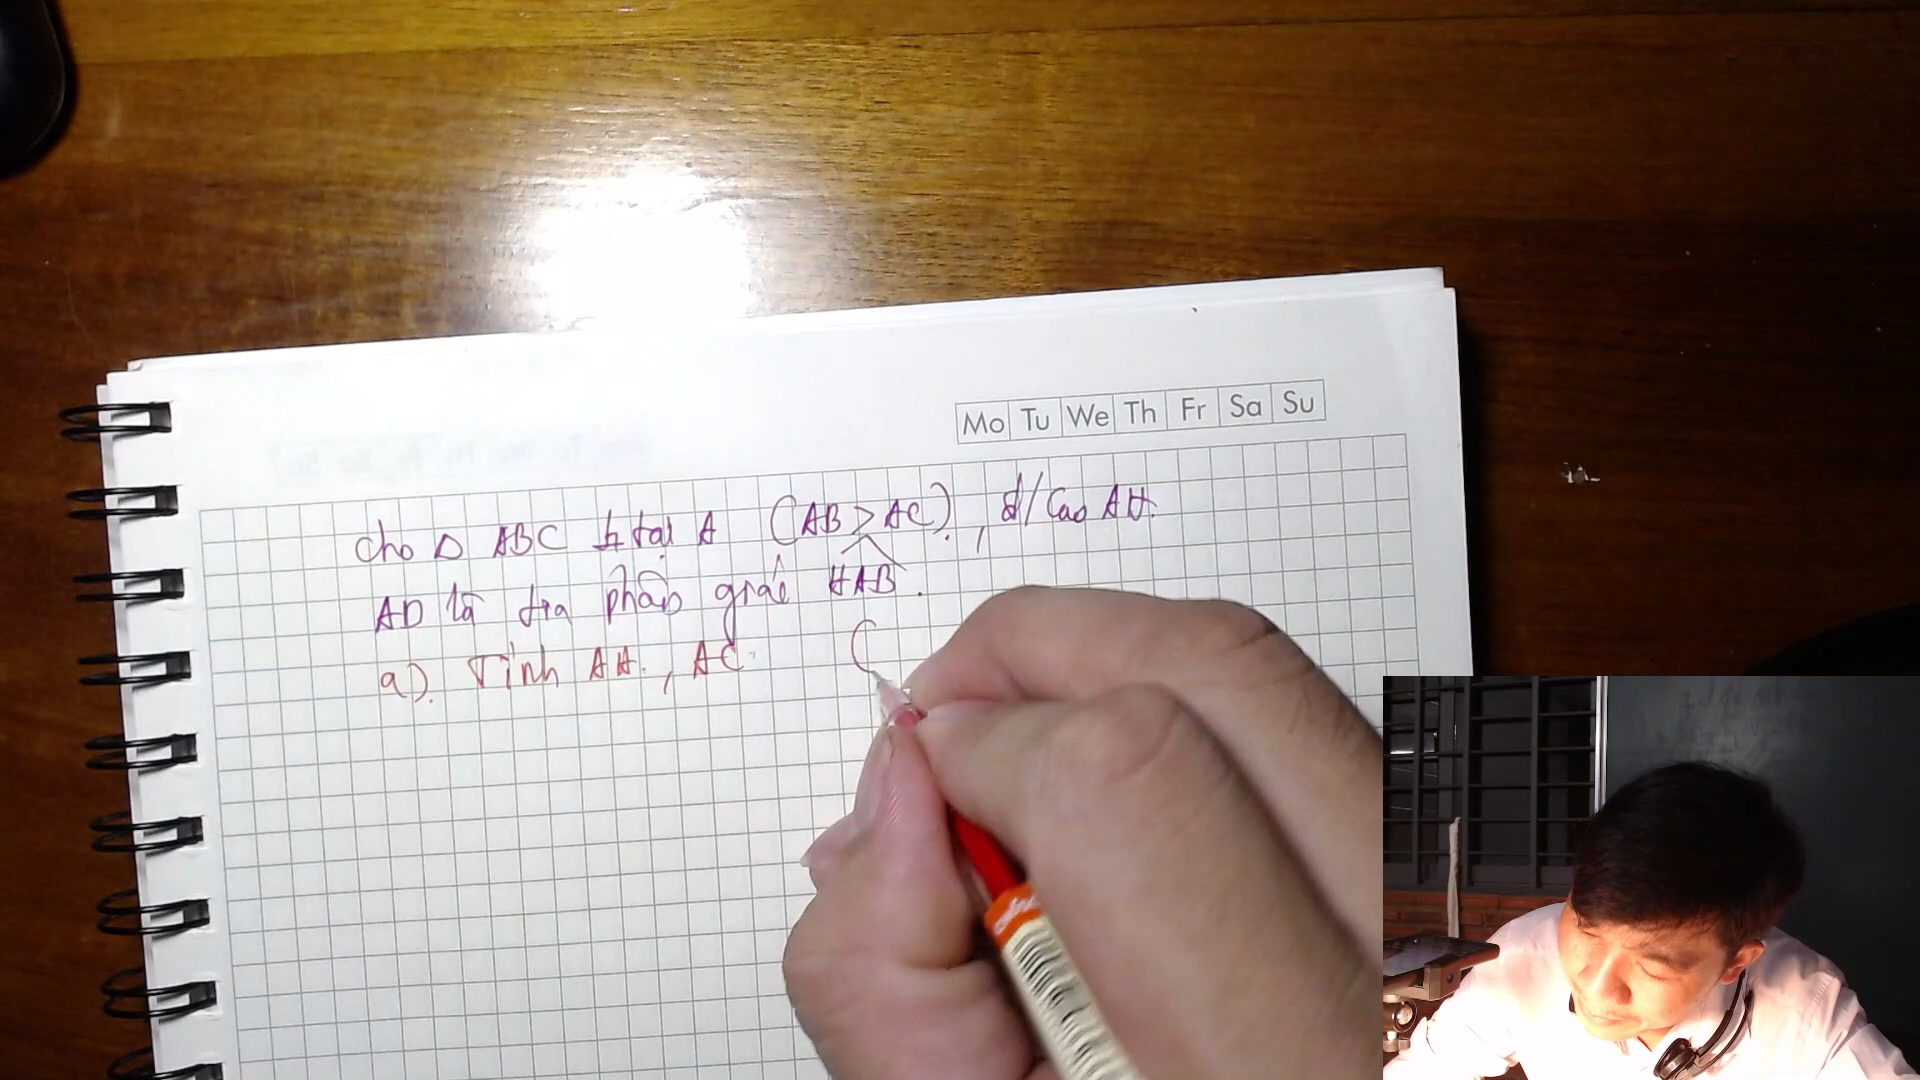 Mo Tu We Th Fr Sa Su
Cho Δ ABC ⊥ tại A (AB > AC), đ/cao AH.
AD là tia phân giác HAB.
a). Tính AH, AC. (